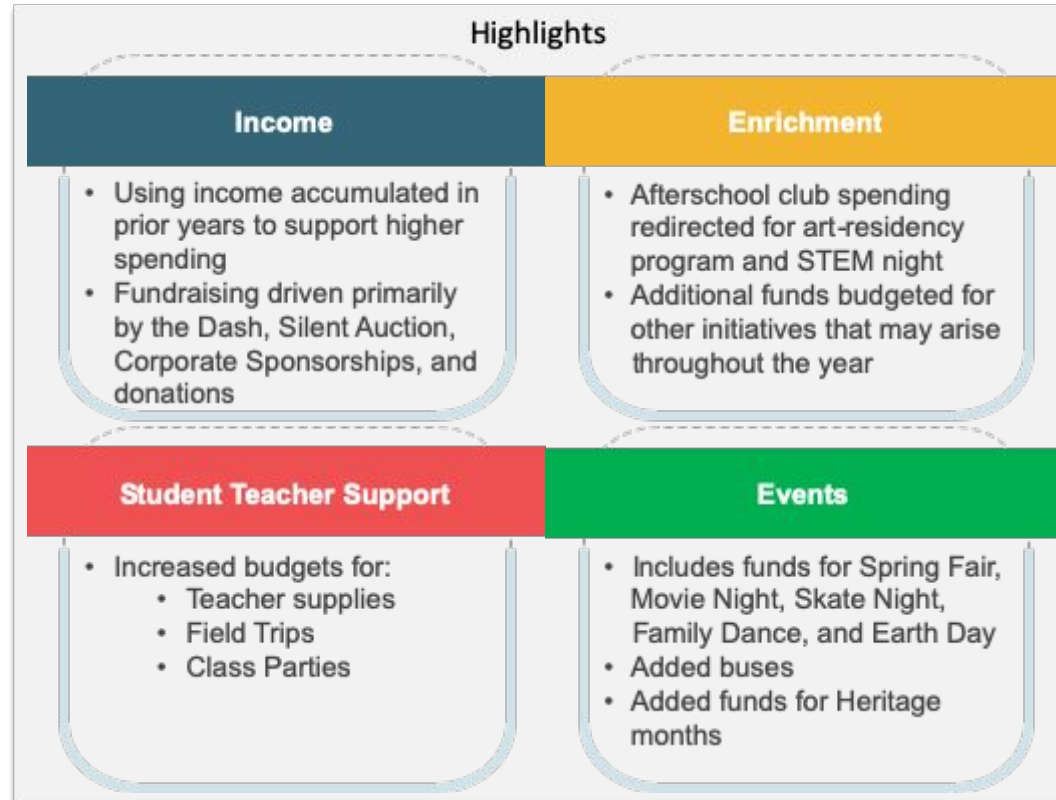 Highlights
Income
• Using income accumulated in
prior years to support higher
spending
• Fundraising driven primarily
by the Dash, Silent Auction,
Corporate Sponsorships, and
donations
Enrichment
• Afterschool club spending
redirected for art-residency
program and STEM night
• Additional funds budgeted for
other initiatives that may arise
throughout the year
Student Teacher Support
• Increased budgets for:
• Teacher supplies
• Field Trips
• Class Parties
Events
• Includes funds for Spring Fair,
Movie Night, Skate Night,
Family Dance, and Earth Day
• Added buses
• Added funds for Heritage
months